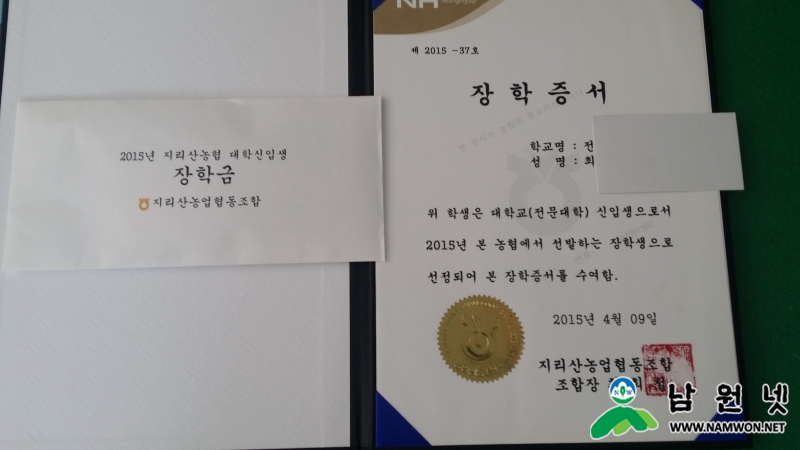 2015년 지리산농협 대학신입생
장학금
지리산농업협동조합
NH
제 2015 -37호
장학증서
학교명 : 전
성 명 : 최
위 학생은 대학교(전문대학) 신입생으로서
2015년 본 농협에서 선발하는 장학생으로
선정되어 본 장학증서를 수여함.
2015년 4월 09일
지리산농업협동조합
조합장
남원넷
WWW.NAMWON.NET